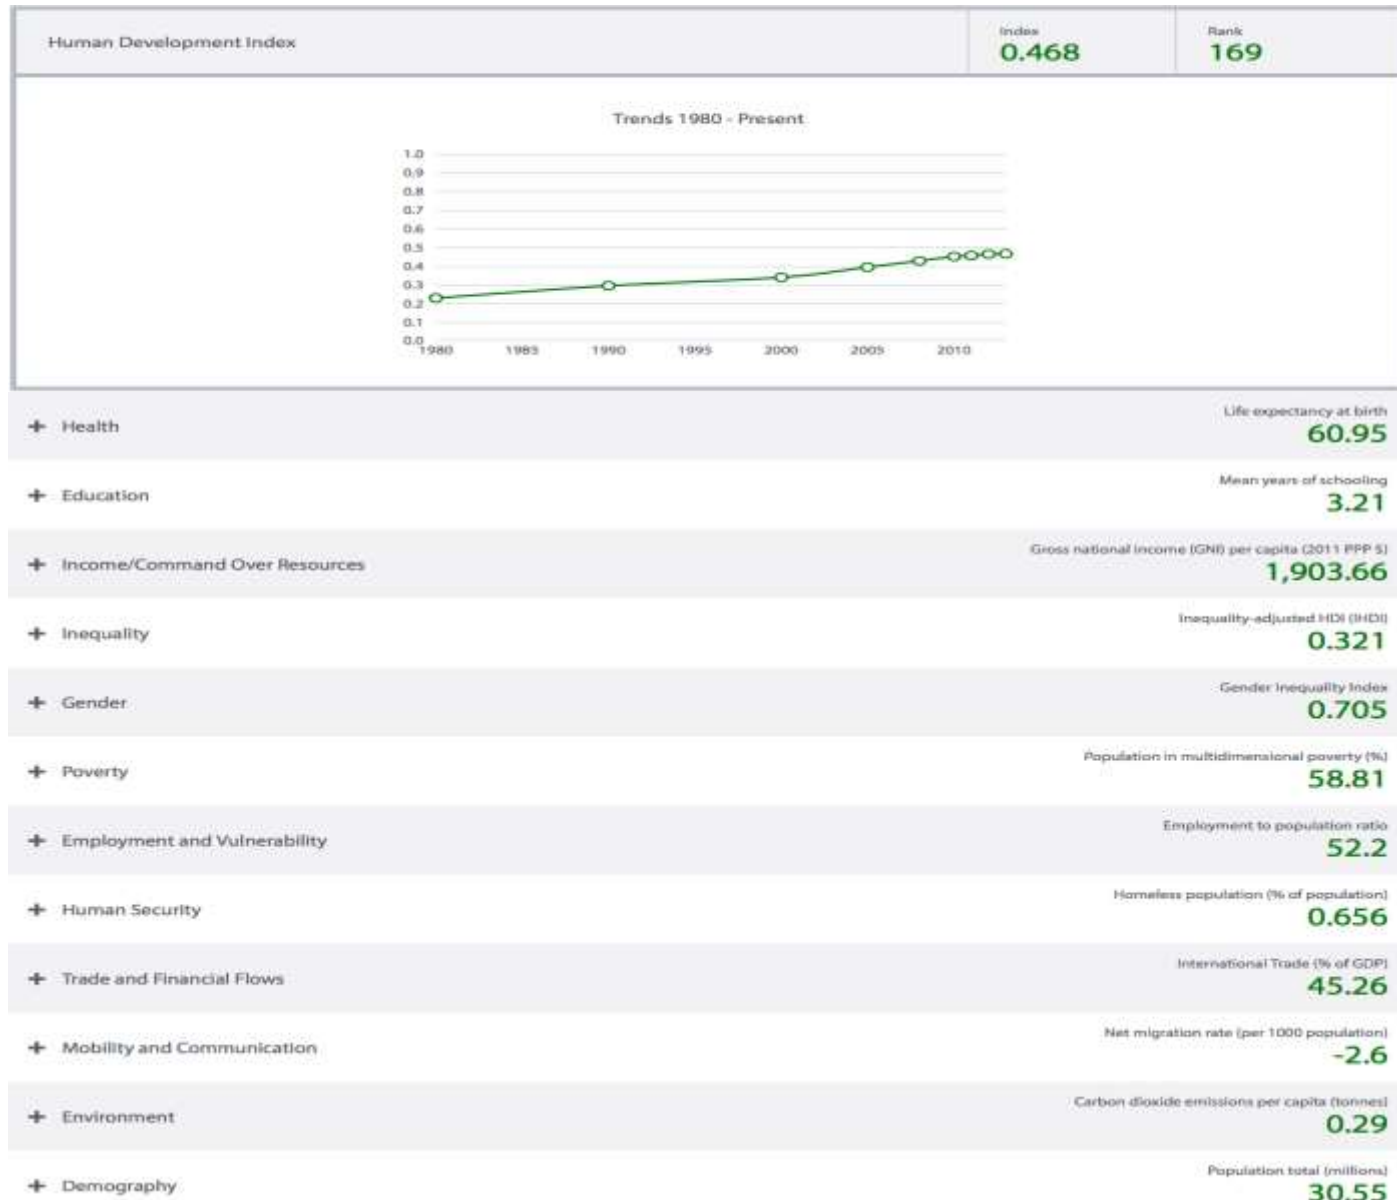 Human Development Index
Index
0.468
Rank
169
Trends 1980 - Present
1.0
0.9
0.8
0.7
0.6
0.5
0.4
0.3
0.2
0.1
0.0
1980 1985 1990 1995 2000 2005 2010
+ Health
Life expectancy at birth
60.95
+ Education
Mean years of schooling
3.21
+ Income/Command Over Resources
Gross national income (GNI) per capita (2011 PPP $)
1,903.66
+ Inequality
Inequality-adjusted HDI (IHDI)
0.321
+ Gender
Gender Inequality Index
0.705
+ Poverty
Population in multidimensional poverty (%)
58.81
+ Employment and Vulnerability
Employment to population ratio
52.2
+ Human Security
Homeless population (% of population)
0.656
+ Trade and Financial Flows
International Trade (% of GDP)
45.26
+ Mobility and Communication
Net migration rate (per 1000 population)
-2.6
+ Environment
Carbon dioxide emissions per capita (tonnes)
0.29
+ Demography
Population total (millions)
30.55